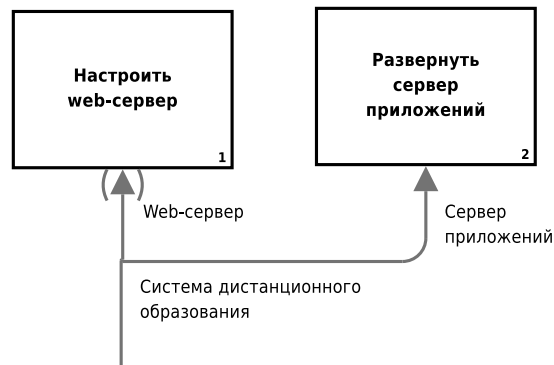 Настроить
web-сервер
1
Развернуть
сервер
приложений
2
Web-сервер
Сервер
приложений
Система дистанционного
образования